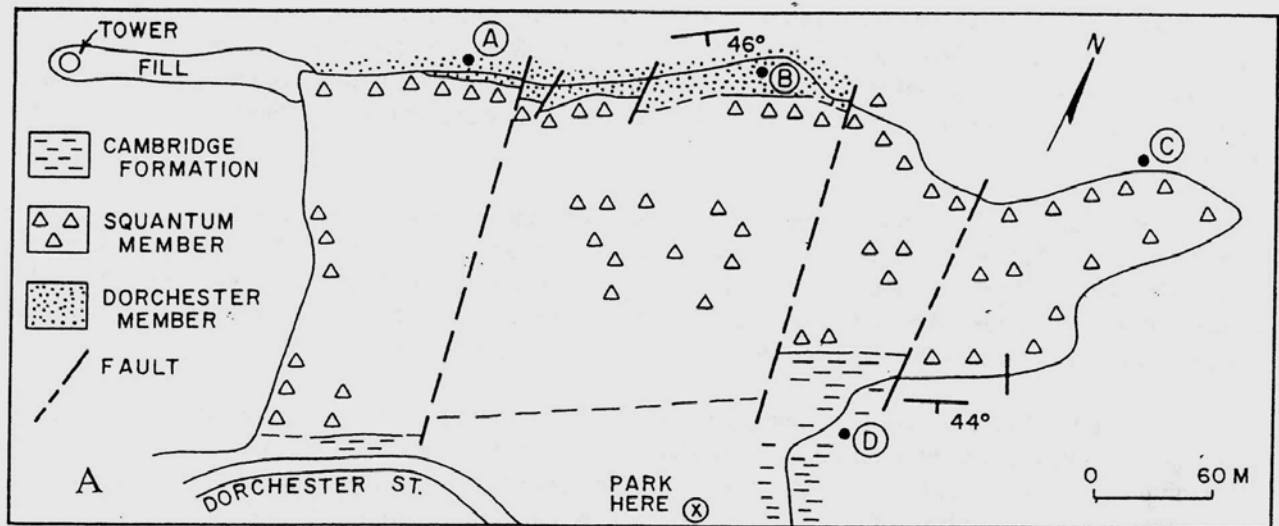 TOWER
FILL
A
46°
B
N
C
CAMBRIDGE
FORMATION
SQUANTUM
MEMBER
DORCHESTER
MEMBER
FAULT
44°
D
A
DORCHESTER ST.
PARK
HERE X
0 60 M